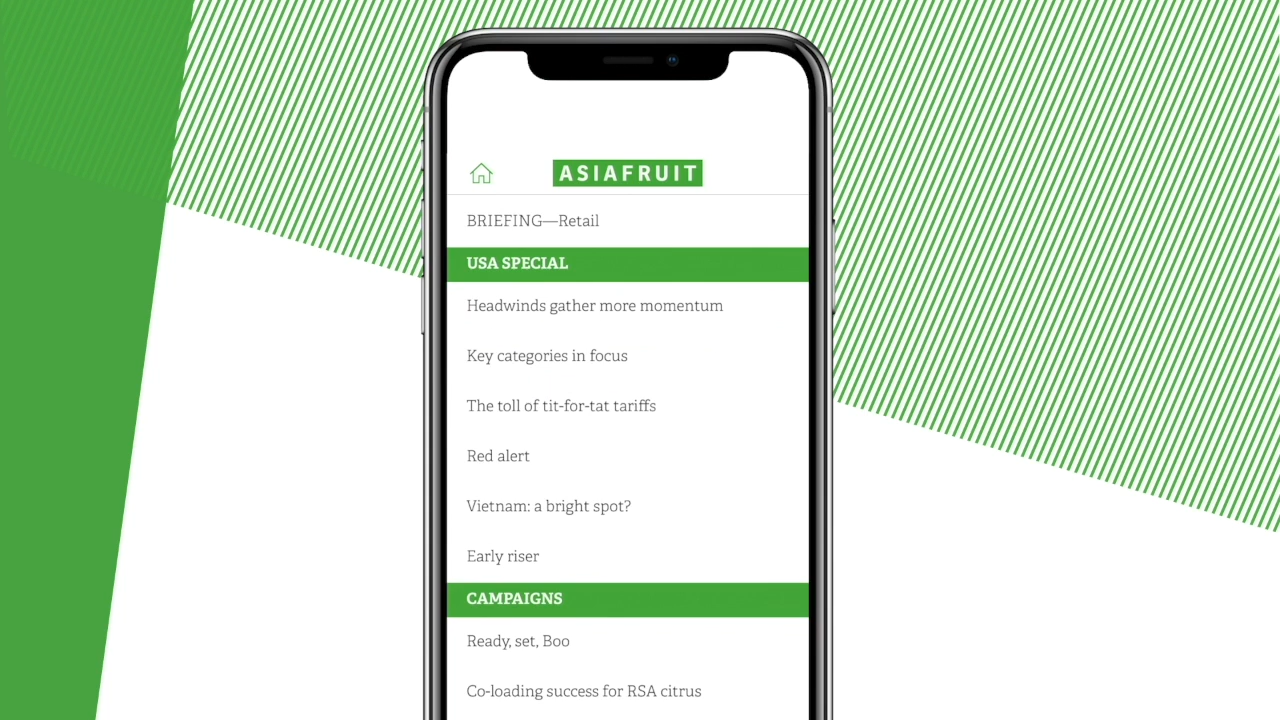 ASIAFRUIT
BRIEFING—Retail
USA SPECIAL
Headwinds gather more momentum
Key categories in focus
The toll of tit-for-tat tariffs
Red alert
Vietnam: a bright spot?
Early riser
CAMPAIGNS
Ready, set, Boo
Co-loading success for RSA citrus